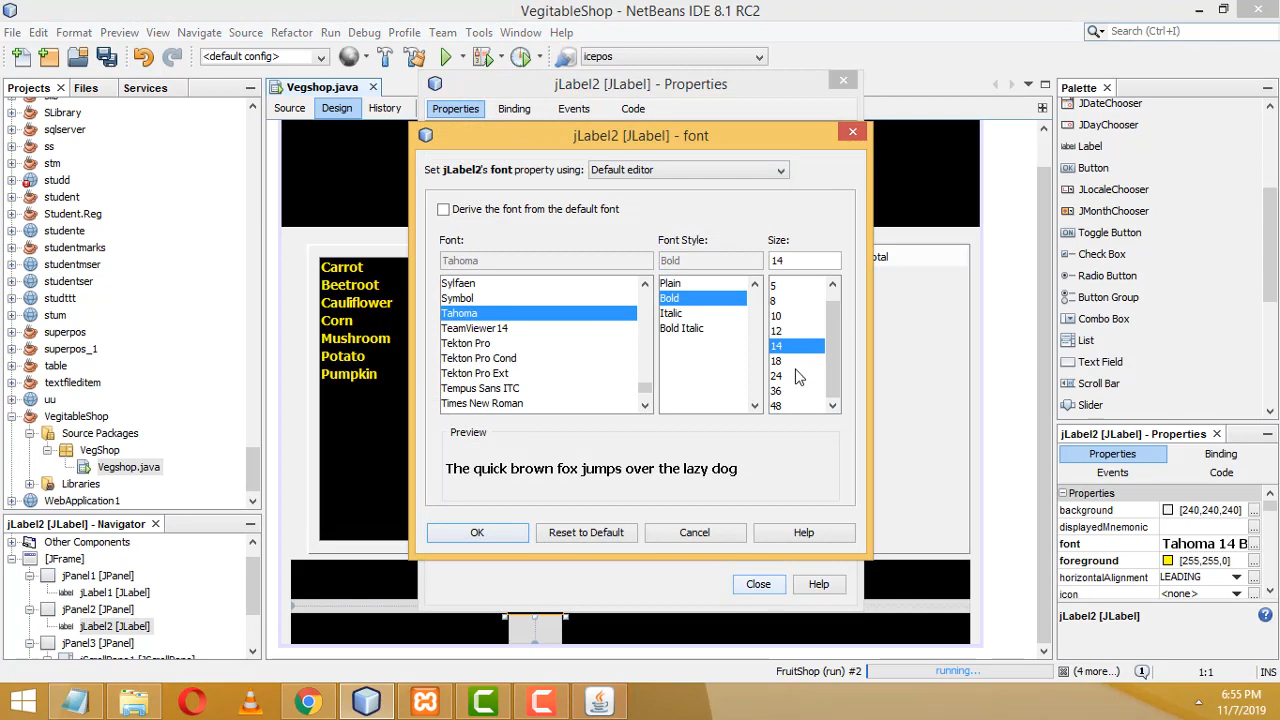 VegitableShop - NetBeans IDE 8.1 RC2
File Edit Format Preview View Navigate Source Refactor Run Debug Profile Team Tools Window Help
Search (Ctrl+I)
<default config>
icepos
Projects
Files
Services
SLibrary
sqlserver
ss
stm
studd
student
Student.Reg
studente
studentmarks
studentmser
studentser
studttt
stum
superpos
superpos_1
table
textfileditem
uu
VegitableShop
Source Packages
VegShop
Vegshop.java
Libraries
WebApplication1
jLabel2 [JLabel] - Navigator
Other Components
[JFrame]
jPanel1 [JPanel]
jLabel1 [JLabel]
jPanel2 [JPanel]
jLabel2 [JLabel]
jPanel3 [JPanel]
jScrollPane1 [JScrollPane]
Vegshop.java
Source
Design
History
Carrot
Beetroot
Cauliflower
Corn
Mushroom
Potato
Pumpkin
jLabel2 [JLabel] - Properties
Properties
Binding
Events
Code
jLabel2 [JLabel] - font
Set jLabel2's font property using:
Default editor
Derive the font from the default font
Font:
Font Style:
Size:
Tahoma
Bold
14
Sylfaen
Symbol
Tahoma
TeamViewer14
Tekton Pro
Tekton Pro Cond
Tekton Pro Ext
Tempus Sans ITC
Times New Roman
Plain
Bold
Italic
Bold Italic
5
8
10
12
14
18
24
36
48
Preview
The quick brown fox jumps over the lazy dog
OK
Reset to Default
Cancel
Help
Close
Help
otal
Palette
JDateChooser
JDayChooser
label Label
Button
JLocaleChooser
JMonthChooser
Toggle Button
Check Box
Radio Button
Button Group
Combo Box
List
Text Field
Scroll Bar
Slider
jLabel2 [JLabel] - Properties
Properties
Binding
Events
Code
Properties
background [240,240,240] ...
displayedMnemonic ...
font Tahoma 14 B ...
foreground [255,255,0] ...
horizontalAlignment LEADING ...
icon <none> ...
jLabel2 [JLabel]
FruitShop (run) #2
running...
(4 more...)
1
1:1
INS
6:55 PM
11/7/2019